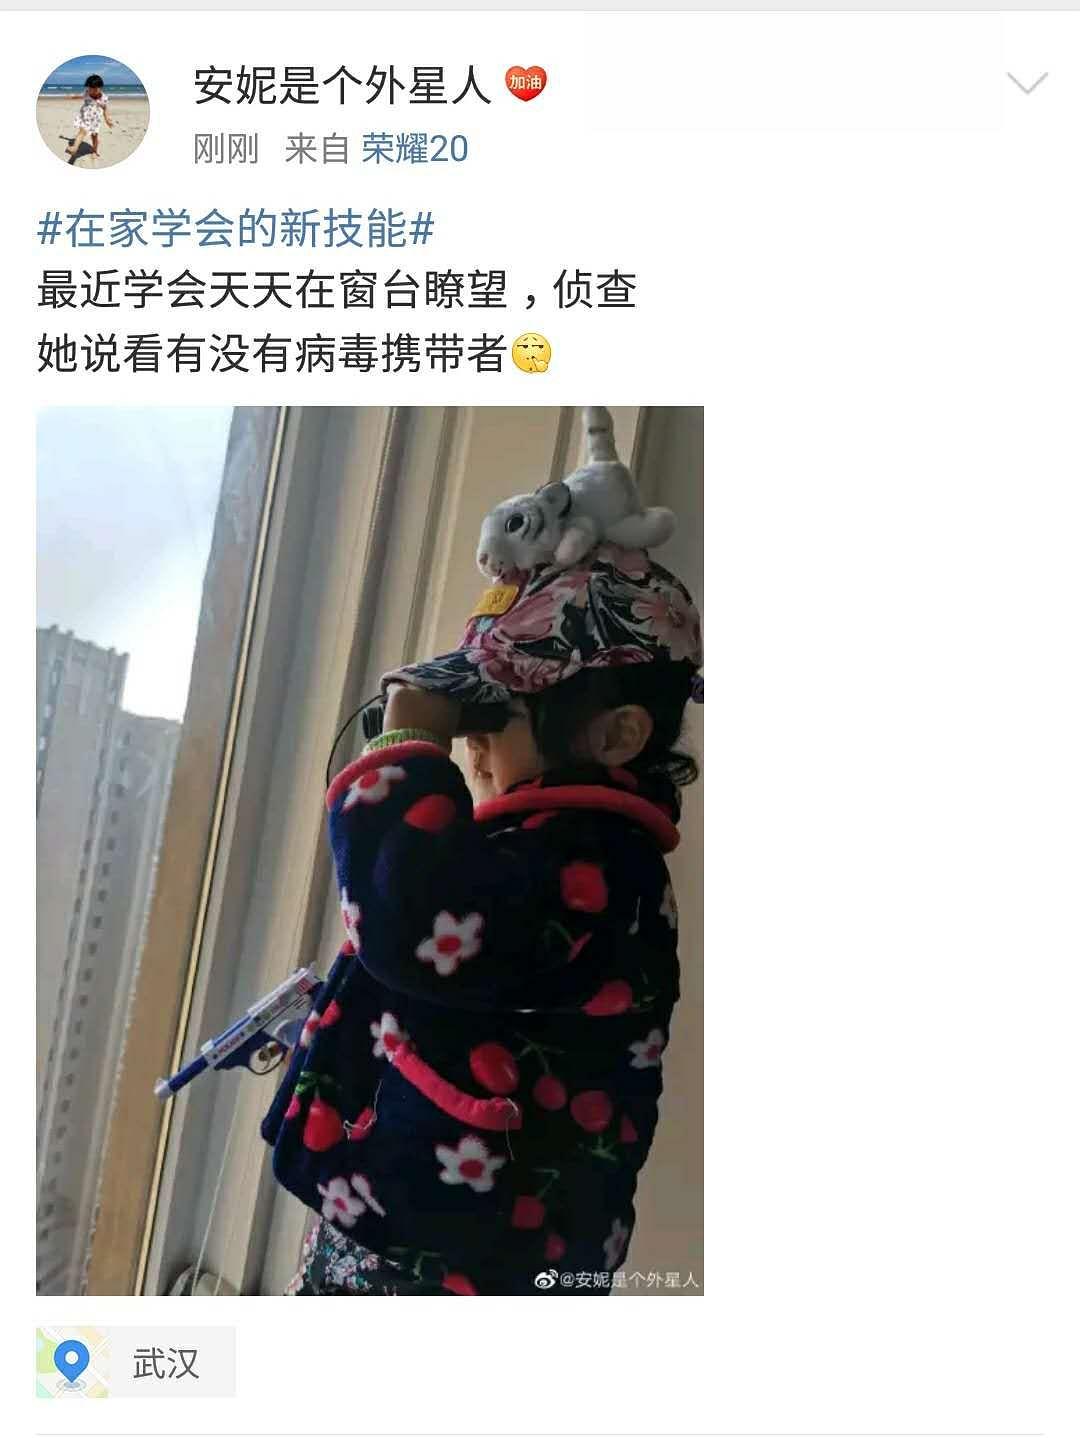 安妮是个外星人 加油
刚刚 来自 荣耀20
#在家学会的新技能#
最近学会天天在窗台瞭望，侦查
她说看有没有病毒携带者
@安妮是个外星人
武汉